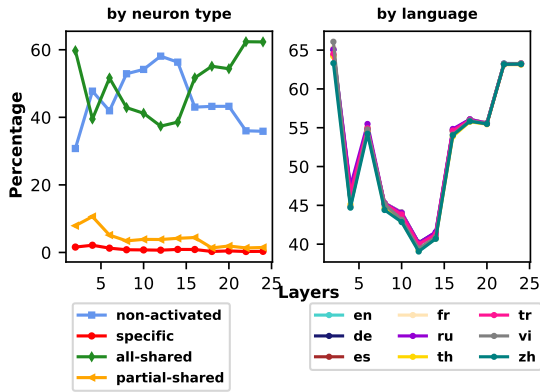 by neuron type
by language
Percentage
60
40
20
0
65
60
55
50
45
40
5 10 15 20 25
5 10 15 20 25
Layers
non-activated
specific
all-shared
partial-shared
en fr tr
de ru vi
es th zh